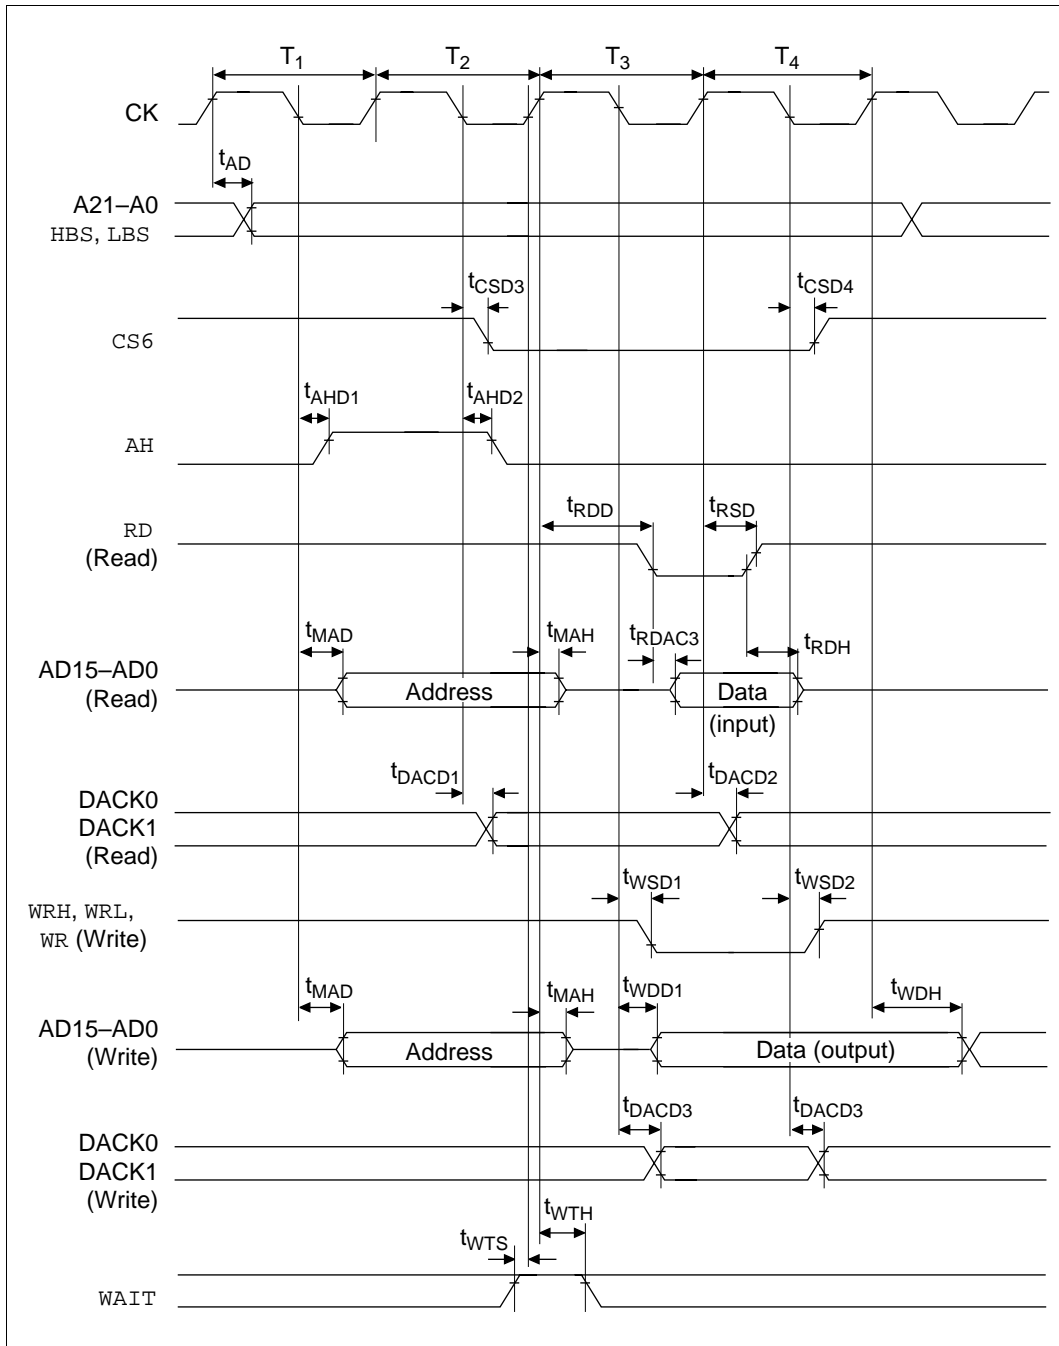 T1 T2 T3 T4
CK
tAD
A21–A0
HBS, LBS
tCSD3 tCSD4
CS6
tAHD1 tAHD2
AH
tRDD tRSD
RD
(Read)
tMAD tMAH tRDAC3 tRDH
AD15–AD0
(Read)
Address Data
(input)
tDACD1 tDACD2
DACK0
DACK1
(Read)
tWSD1 tWSD2
WRH, WRL,
WR (Write)
tMAD tMAH tWDD1 tWDH
AD15–AD0
(Write)
Address Data (output)
tDACD3 tDACD3
DACK0
DACK1
(Write)
tWTH
tWTS
WAIT